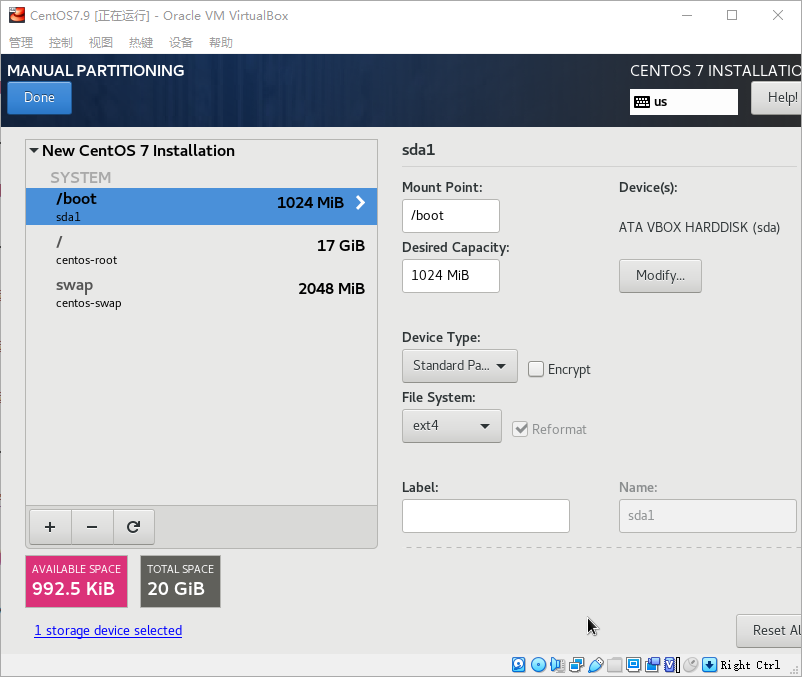 CentOS7.9 [正在运行] - Oracle VM VirtualBox
管理 控制 视图 热键 设备 帮助
MANUAL PARTITIONING
CENTOS 7 INSTALLATIO
Done
us
Help!
New CentOS 7 Installation
SYSTEM
/boot 1024 MiB
sda1
/ 17 GiB
centos-root
swap 2048 MiB
centos-swap
+ − 
AVAILABLE SPACE
992.5 KiB
TOTAL SPACE
20 GiB
1 storage device selected
sda1
Mount Point:
/boot
Device(s):
ATA VBOX HARDDISK (sda)
Desired Capacity:
1024 MiB
Modify...
Device Type:
Standard Pa...
Encrypt
File System:
ext4
Reformat
Label:
Name:
sda1
Reset Al
Right Ctrl